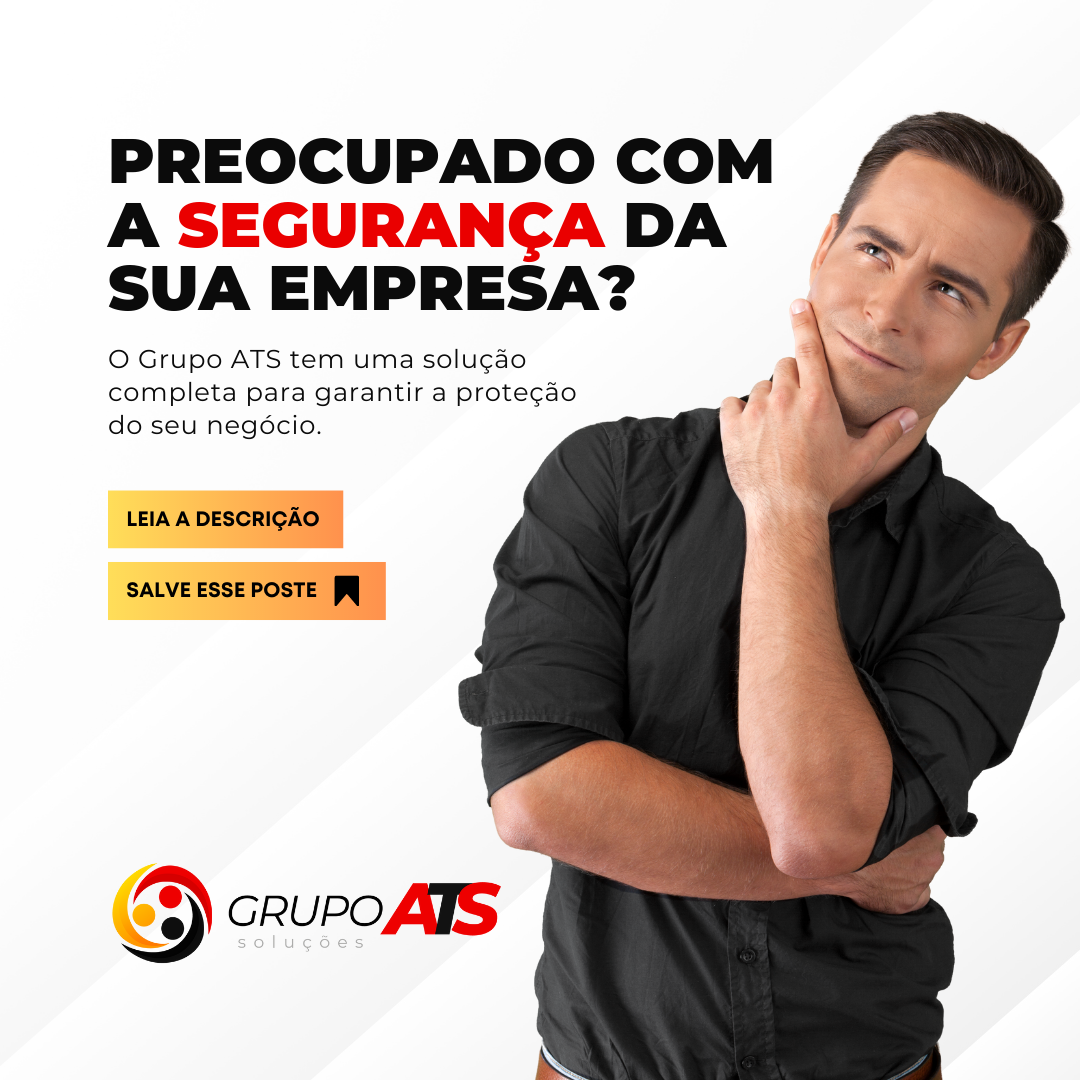 PREOCUPADO COM
A SEGURANÇA DA
SUA EMPRESA?
O Grupo ATS tem uma solução
completa para garantir a proteção
do seu negócio.
LEIA A DESCRIÇÃO
SALVE ESSE POSTE
GRUPO ATS
soluções